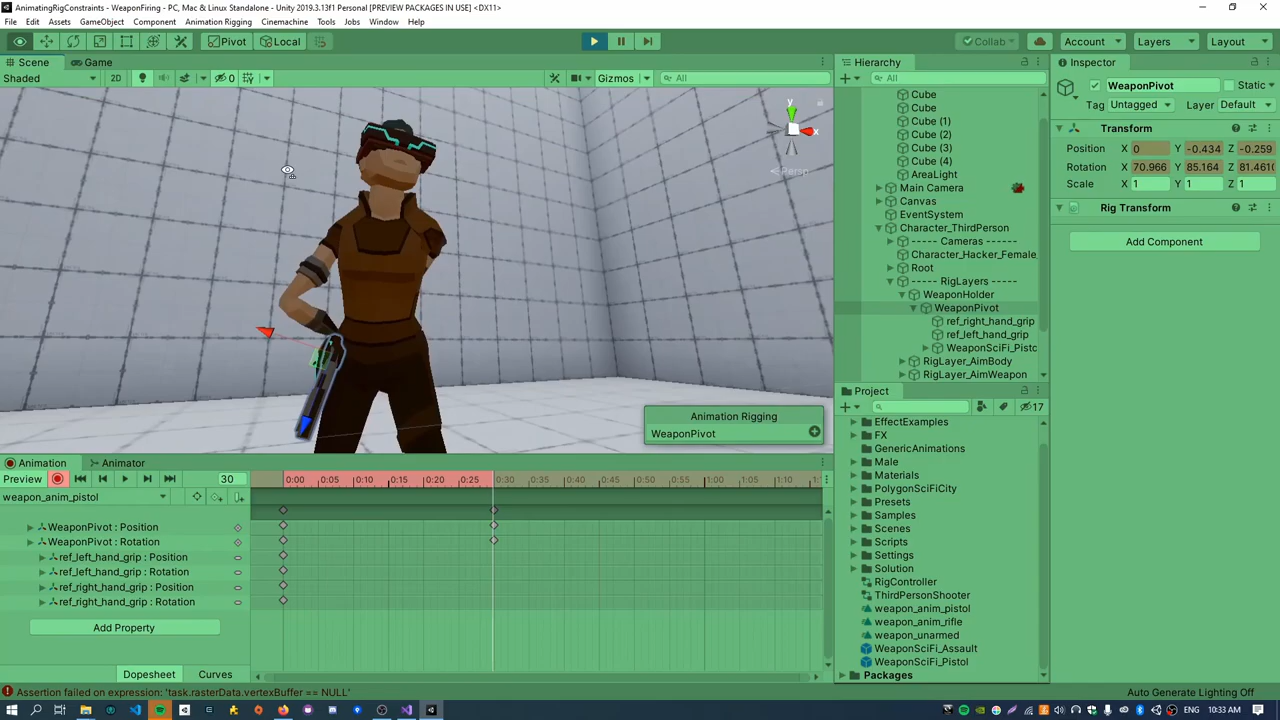 AnimatingRigConstraints - WeaponFiring - PC, Mac & Linux Standalone - Unity 2019.3.13f1 Personal [PREVIEW PACKAGES IN USE] <DX11>
File Edit Assets GameObject Component Animation Rigging Cinemachine Tools Jobs Window Help
Pivot Local Collab Account Layers Layout
Scene Game
Shaded 2D 0 Gizmos All
y
x
Persp
Animation Rigging
WeaponPivot
Hierarchy
All
Cube
Cube
Cube (1)
Cube (2)
Cube (3)
Cube (4)
AreaLight
Main Camera
Canvas
EventSystem
Character_ThirdPerson
----- Cameras ------
Character_Hacker_Female
Root
----- RigLayers -----
WeaponHolder
WeaponPivot
ref_right_hand_grip
ref_left_hand_grip
WeaponSciFi_Pisto
RigLayer_AimBody
RigLayer_AimWeapon
Project
17
EffectExamples
FX
GenericAnimations
Male
Materials
PolygonSciFiCity
Presets
Samples
Scenes
Scripts
Settings
Solution
RigController
ThirdPersonShooter
weapon_anim_pistol
weapon_anim_rifle
weapon_unarmed
WeaponSciFi_Assault
WeaponSciFi_Pistol
Packages
Inspector
WeaponPivot Static
Tag Untagged Layer Default
Transform
Position X 0 Y -0.434 Z -0.259
Rotation X 70.966 Y 85.164 Z 81.4610
Scale X 1 Y 1 Z 1
Rig Transform
Add Component
Animation Animator
Preview 30
0:00 0:05 0:10 0:15 0:20 0:25 0:30 0:35 0:40 0:45 0:50 0:55 1:00 1:05 1:10
weapon_anim_pistol
WeaponPivot : Position
WeaponPivot : Rotation
ref_left_hand_grip : Position
ref_left_hand_grip : Rotation
ref_right_hand_grip : Position
ref_right_hand_grip : Rotation
Add Property
Dopesheet Curves
Assertion failed on expression: 'task.rasterData.vertexBuffer == NULL'
Auto Generate Lighting Off
ENG 10:33 AM